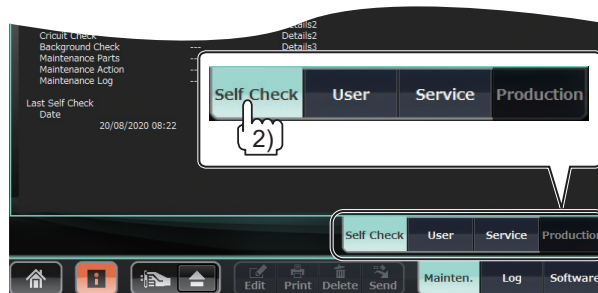 Details2
Cricuit Check --- Details2
Background Check --- Details3
Maintenance Parts --
Maintenance Action --
Maintenance Log --
Last Self Check
Date
20/08/2020 08:22
Self Check User Service Production
2)
Self Check User Service Production
Edit Print Delete Send Mainten. Log Software